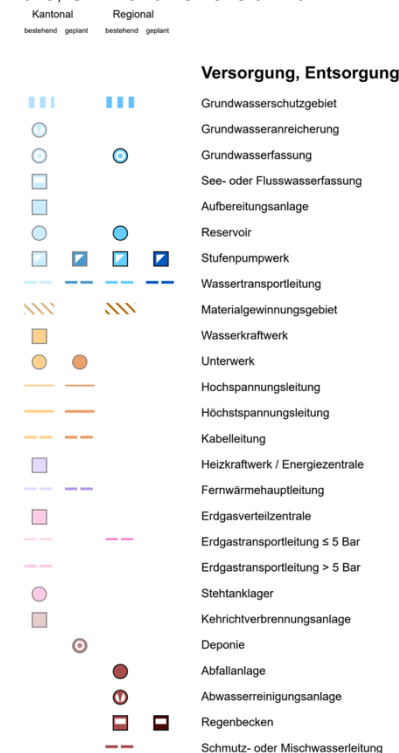 Kantonal Regional
bestehend geplant bestehend geplant
Versorgung, Entsorgung
Grundwasserschutzgebiet
Grundwasseranreicherung
Grundwasserfassung
See- oder Flusswasserfassung
Aufbereitungsanlage
Reservoir
Stufenpumpwerk
Wassertransportleitung
Materialgewinnungsgebiet
Wasserkraftwerk
Unterwerk
Hochspannungsleitung
Höchstspannungsleitung
Kabelleitung
Heizkraftwerk / Energiezentrale
Fernwärmehauptleitung
Erdgasverteilzentrale
Erdgastransportleitung ≤ 5 Bar
Erdgastransportleitung > 5 Bar
Stehtanklager
Kehrichtverbrennungsanlage
Deponie
Abfallanlage
Abwasserreinigungsanlage
Regenbecken
Schmutz- oder Mischwasserleitung